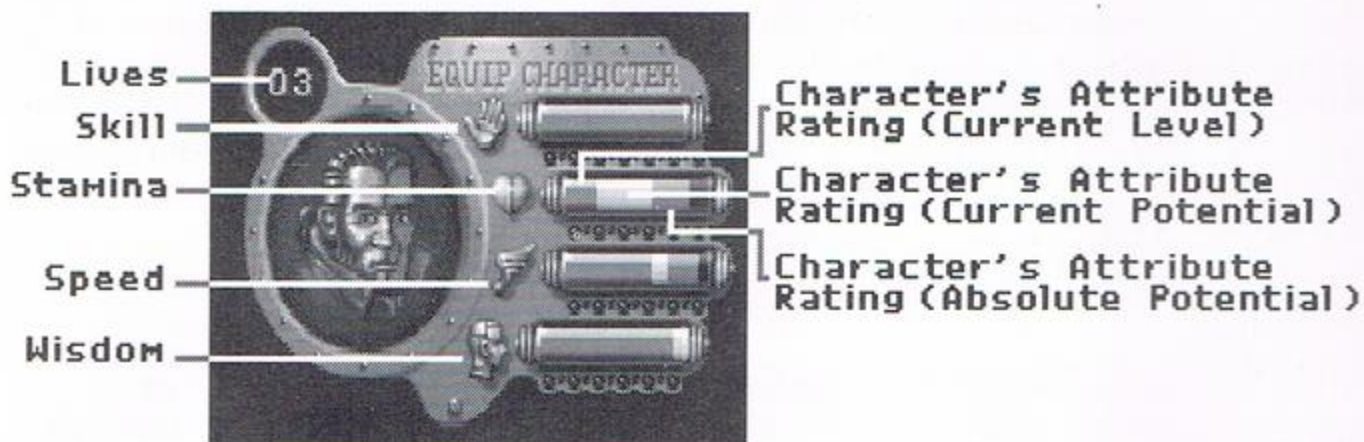 Lives
03
EQUIP CHARACTER
Skill
Stamina
Speed
Wisdom
Character's Attribute
Rating (Current Level)
Character's Attribute
Rating (Current Potential)
Character's Attribute
Rating (Absolute Potential)